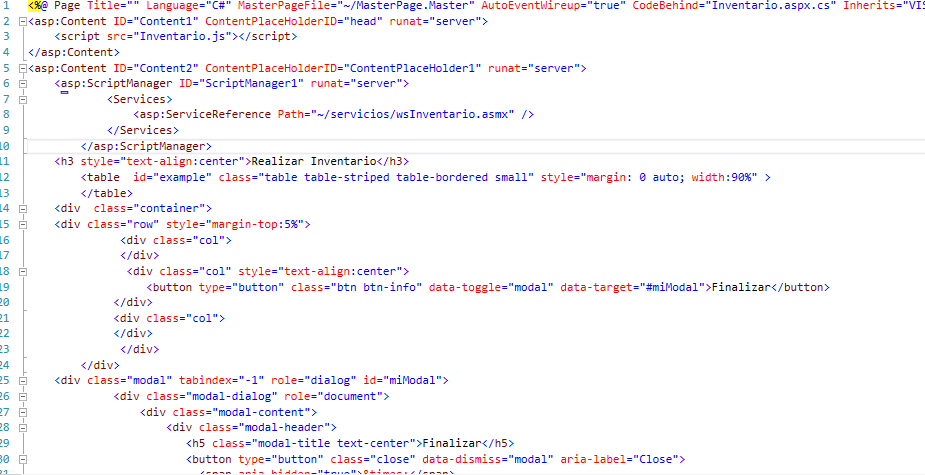 1 <%@ Page Title="" Language="C#" MasterPageFile="~/MasterPage.Master" AutoEventWireup="true" CodeBehind="Inventario.aspx.cs" Inherits="VIS
2 <asp:Content ID="Content1" ContentPlaceHolderID="head" runat="server">
3 <script src="Inventario.js"></script>
4 </asp:Content>
5 <asp:Content ID="Content2" ContentPlaceHolderID="ContentPlaceHolder1" runat="server">
6 <asp:ScriptManager ID="ScriptManager1" runat="server">
7 <Services>
8 <asp:ServiceReference Path="~/servicios/wsInventario.asmx" />
9 </Services>
10 </asp:ScriptManager>
11 <h3 style="text-align:center">Realizar Inventario</h3>
12 <table id="example" class="table table-striped table-bordered small" style="margin: 0 auto; width:90%" >
13 </table>
14 <div class="container">
15 <div class="row" style="margin-top:5%">
16 <div class="col">
17 </div>
18 <div class="col" style="text-align:center">
19 <button type="button" class="btn btn-info" data-toggle="modal" data-target="#miModal">Finalizar</button>
20 </div>
21 <div class="col">
22 </div>
23 </div>
24 </div>
25 <div class="modal" tabindex="-1" role="dialog" id="miModal">
26 <div class="modal-dialog" role="document">
27 <div class="modal-content">
28 <div class="modal-header">
29 <h5 class="modal-title text-center">Finalizar</h5>
30 <button type="button" class="close" data-dismiss="modal" aria-label="Close">
31 <span aria-hidden="true">&times;</span>